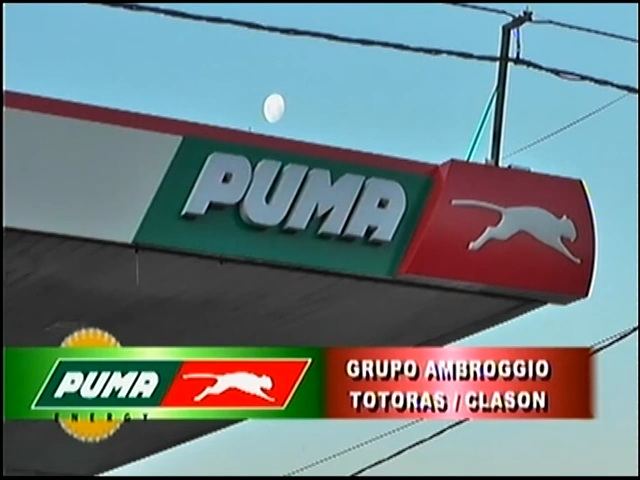 PUMA
PUMA
ENERGY
GRUPO AMBROGGIO
TOTORAS / CLASON